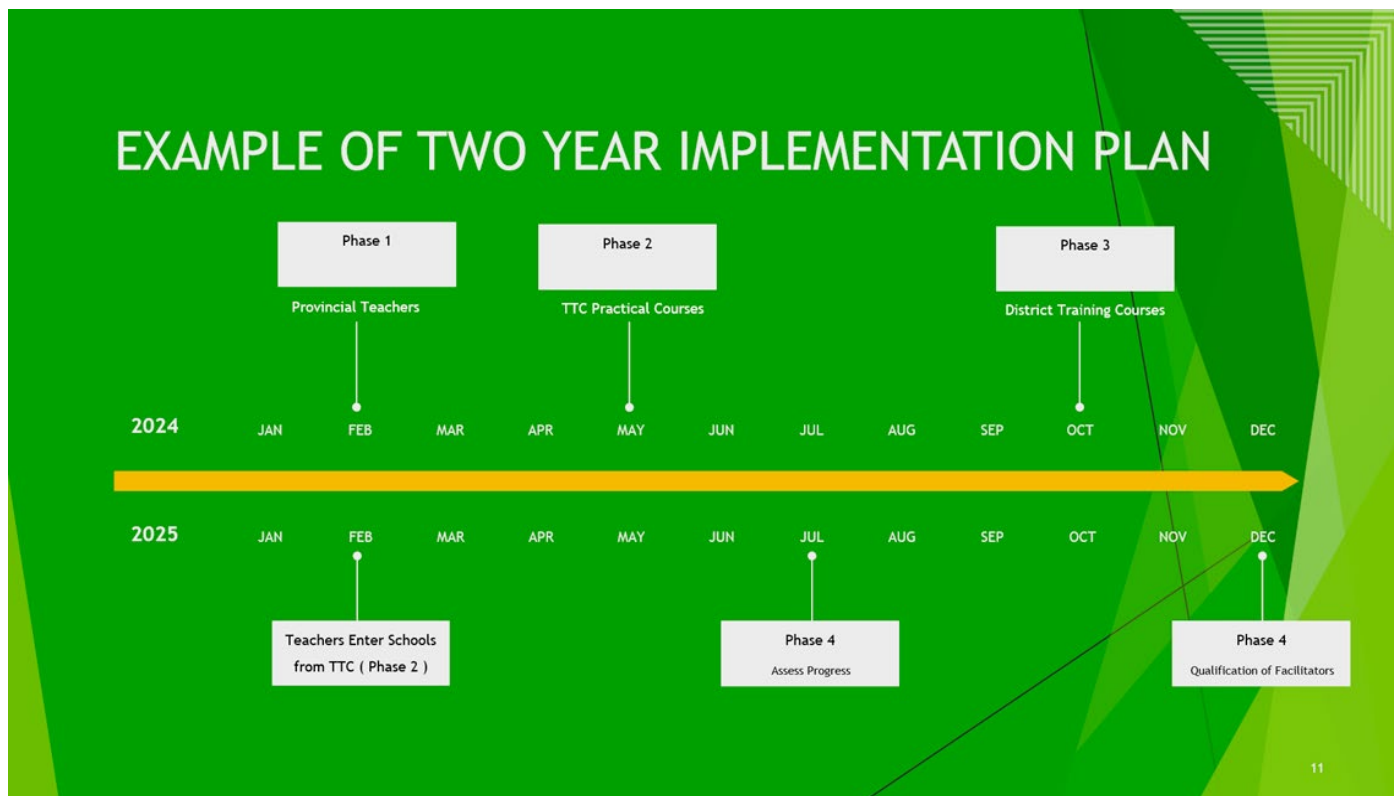 EXAMPLE OF TWO YEAR IMPLEMENTATION PLAN
Phase 1
Provincial Teachers
Phase 2
TTC Practical Courses
Phase 3
District Training Courses
2024 JAN FEB MAR APR MAY JUN JUL AUG SEP OCT NOV DEC
2025 JAN FEB MAR APR MAY JUN JUL AUG SEP OCT NOV DEC
Teachers Enter Schools
from TTC ( Phase 2 )
Phase 4
Assess Progress
Phase 4
Qualification of Facilitators
11